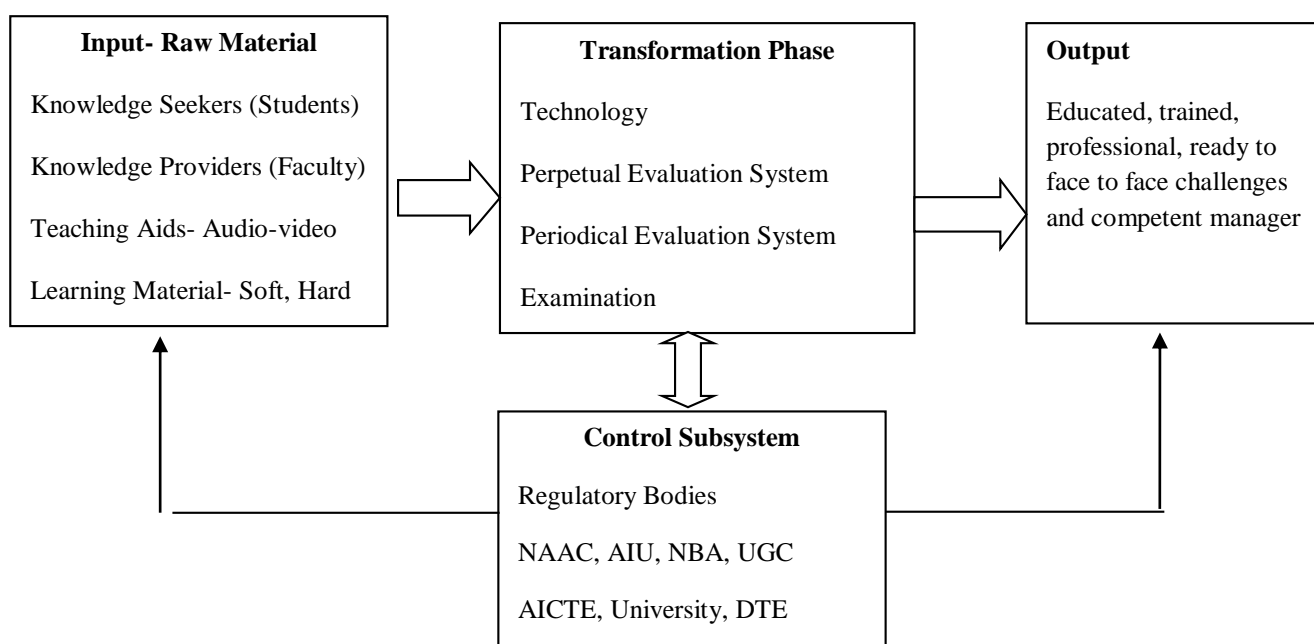 Input- Raw Material
Knowledge Seekers (Students)
Knowledge Providers (Faculty)
Teaching Aids- Audio-video
Learning Material- Soft, Hard
Transformation Phase
Technology
Perpetual Evaluation System
Periodical Evaluation System
Examination
Output
Educated, trained,
professional, ready to
face to face challenges
and competent manager
Control Subsystem
Regulatory Bodies
NAAC, AIU, NBA, UGC
AICTE, University, DTE